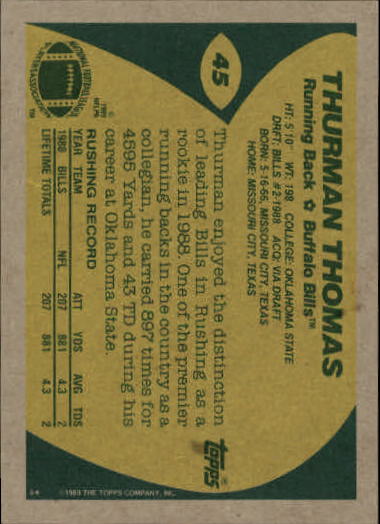 45
THURMAN THOMAS
Running Back ✩ Buffalo Bills™
HT: 5'10" WT: 198 COLLEGE: OKLAHOMA STATE
DRAFT: BILLS #2-1988 ACQ: VIA DRAFT
BORN: 5-16-66, MISSOURI CITY, TEXAS
HOME: MISSOURI CITY, TEXAS
Thurman enjoyed the distinction
of leading Bills in Rushing as a
rookie in 1988. One of the premier
running backs in the country as a
collegian, he carried 897 times for
4595 Yards and 43 TD during his
career at Oklahoma State.
TOPPS
RUSHING RECORD
YEAR TEAM ATT YDS AVG TDS
1988 BILLS NFL 207 881 4.3 2
LIFETIME TOTALS 207 881 4.3 2
©1989 THE TOPPS COMPANY, INC.